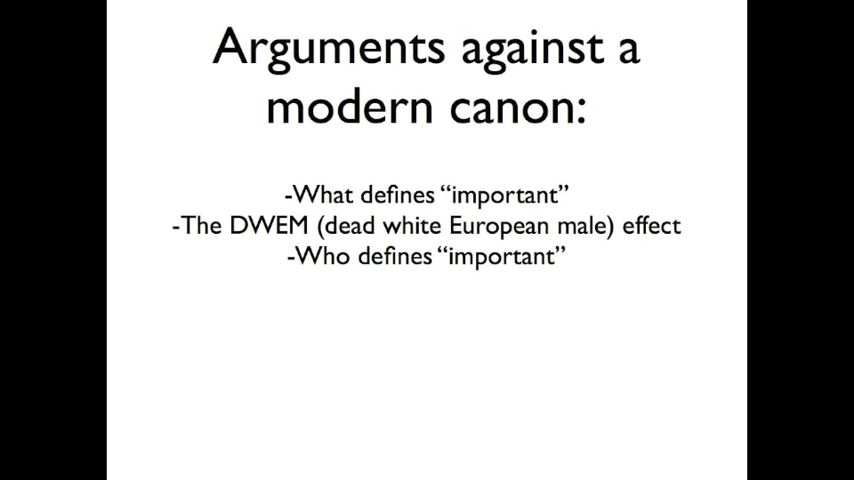 Arguments against a
modern canon:
-What defines “important”
-The DWEM (dead white European male) effect
-Who defines “important”